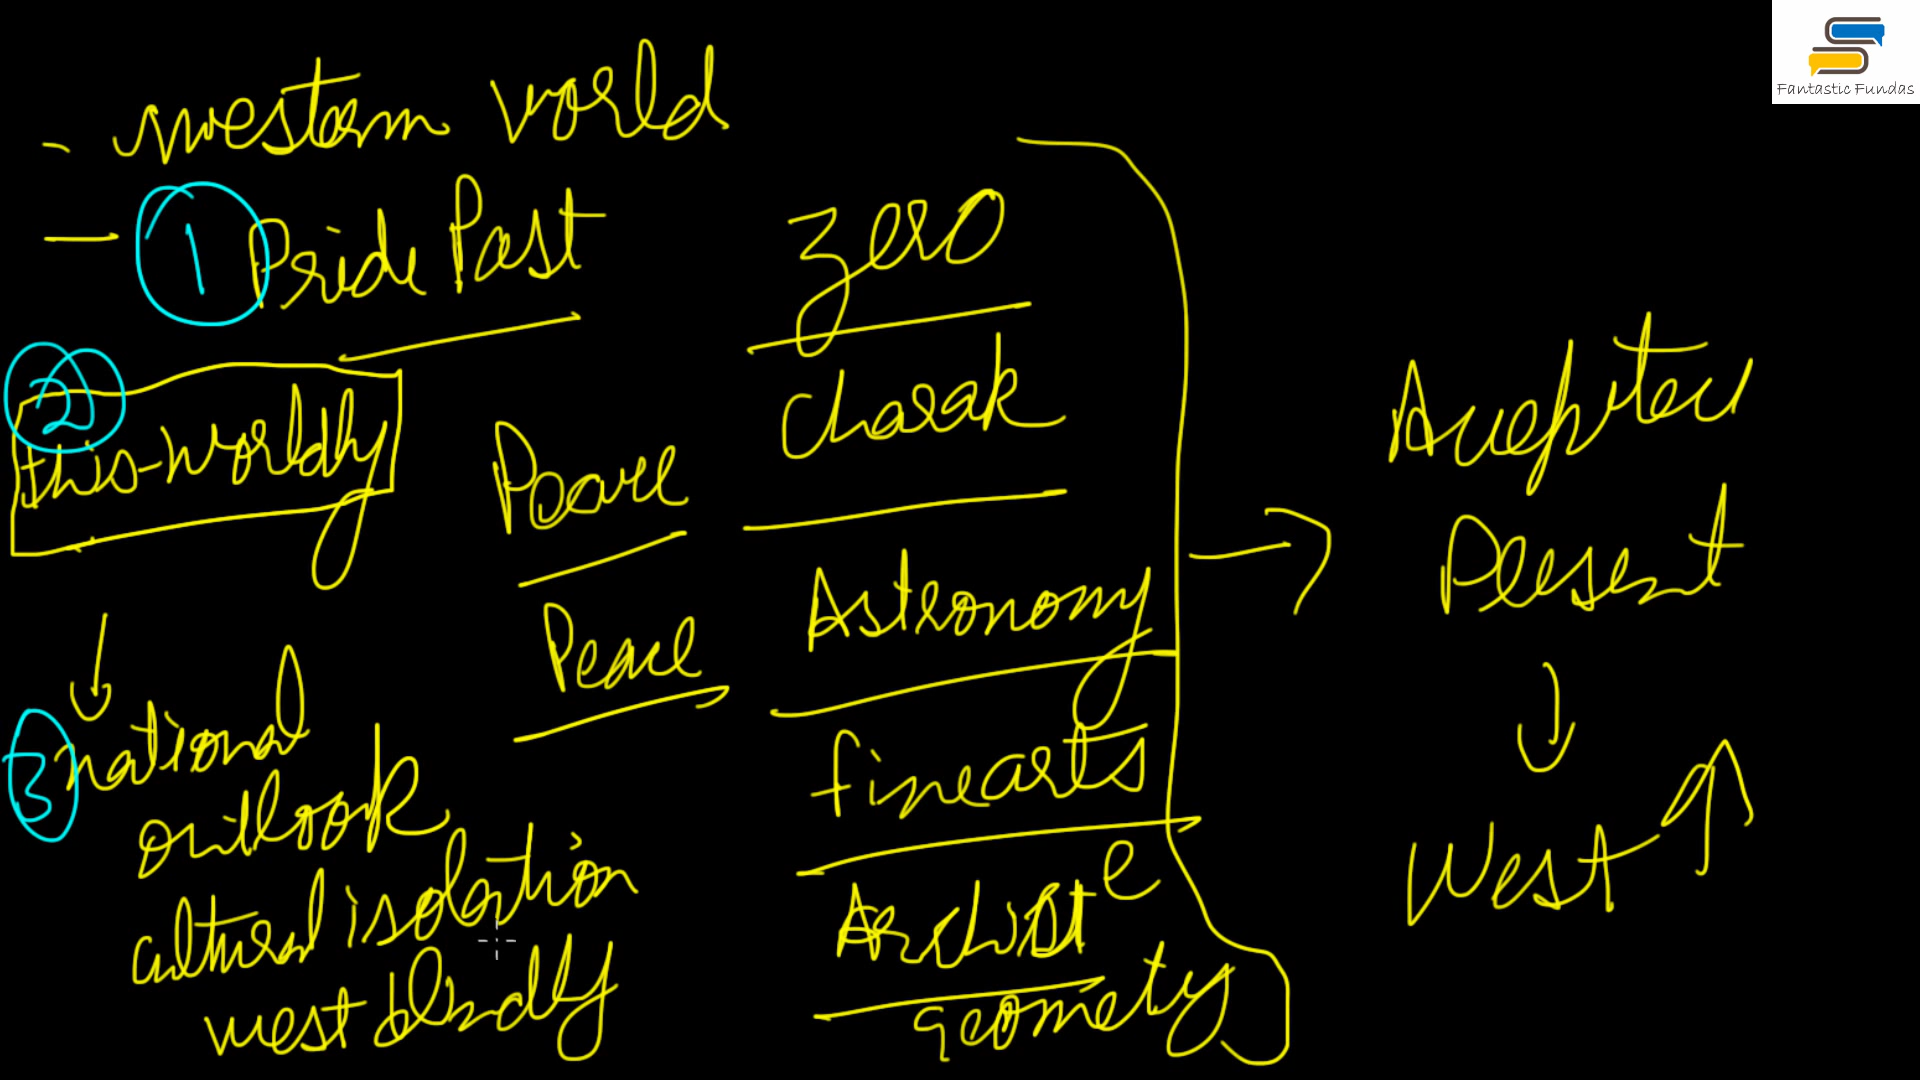 Fantastic Fundas
- western world
- 1 Pride Past
2 this-worldly
Peace
3 national
outlook
cultural isolation
west blindly
zero
Charak
Astronomy
finearts
geometry
Accepted
Present
West